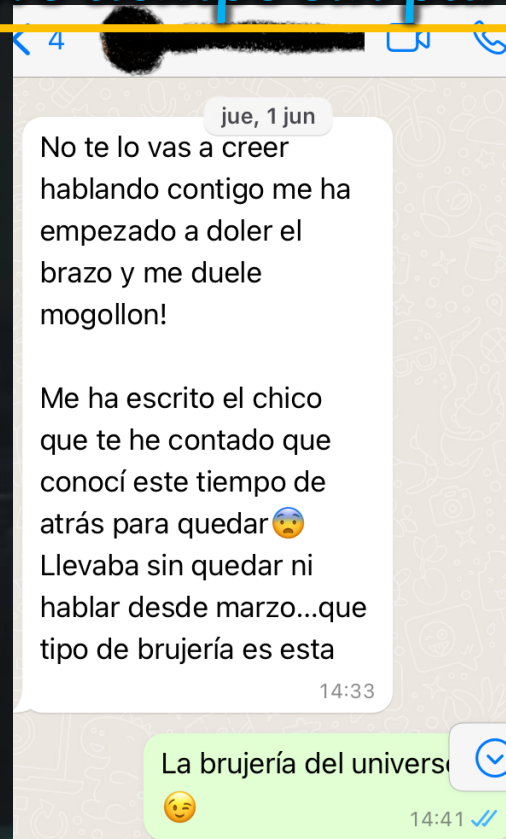 4
jue, 1 jun
No te lo vas a creer
hablando contigo me ha
empezado a doler el
brazo y me duele
mogollon!
Me ha escrito el chico
que te he contado que
conocí este tiempo de
atrás para quedar😨
Llevaba sin quedar ni
hablar desde marzo...que
tipo de brujería es esta
14:33
La brujería del
😉
14:41